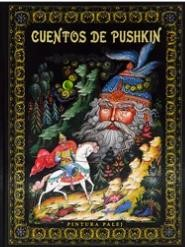 CUENTOS DE PUSHKIN
PINTURA PALEJ